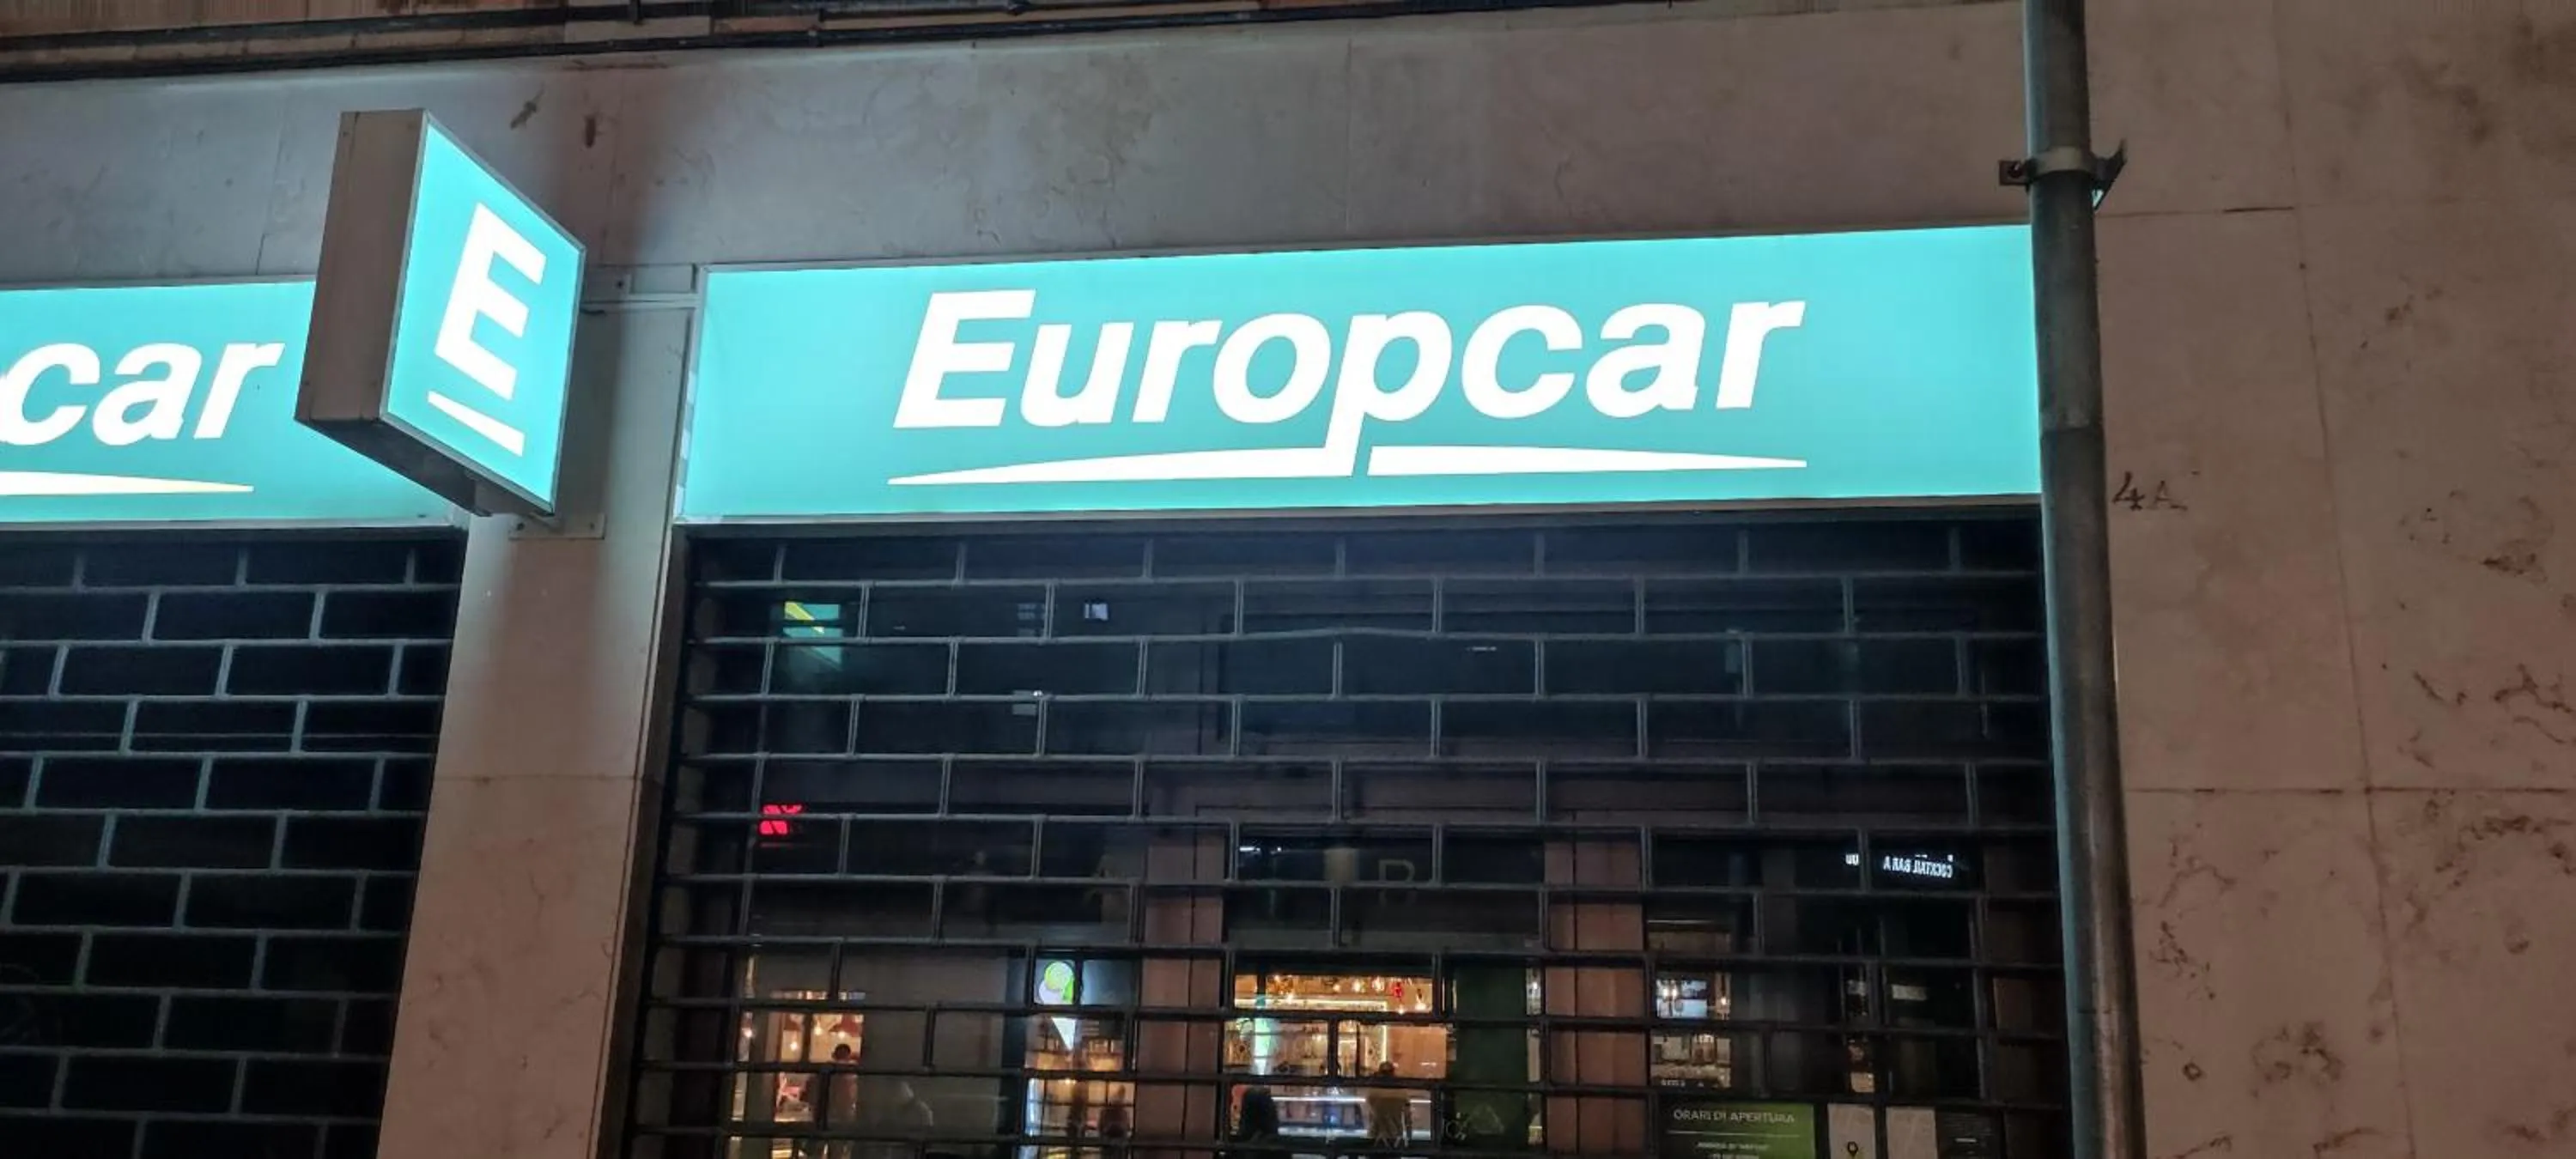 car
E
Europcar
4A
COCKTAIL BAR
ORARI DI APERTURA